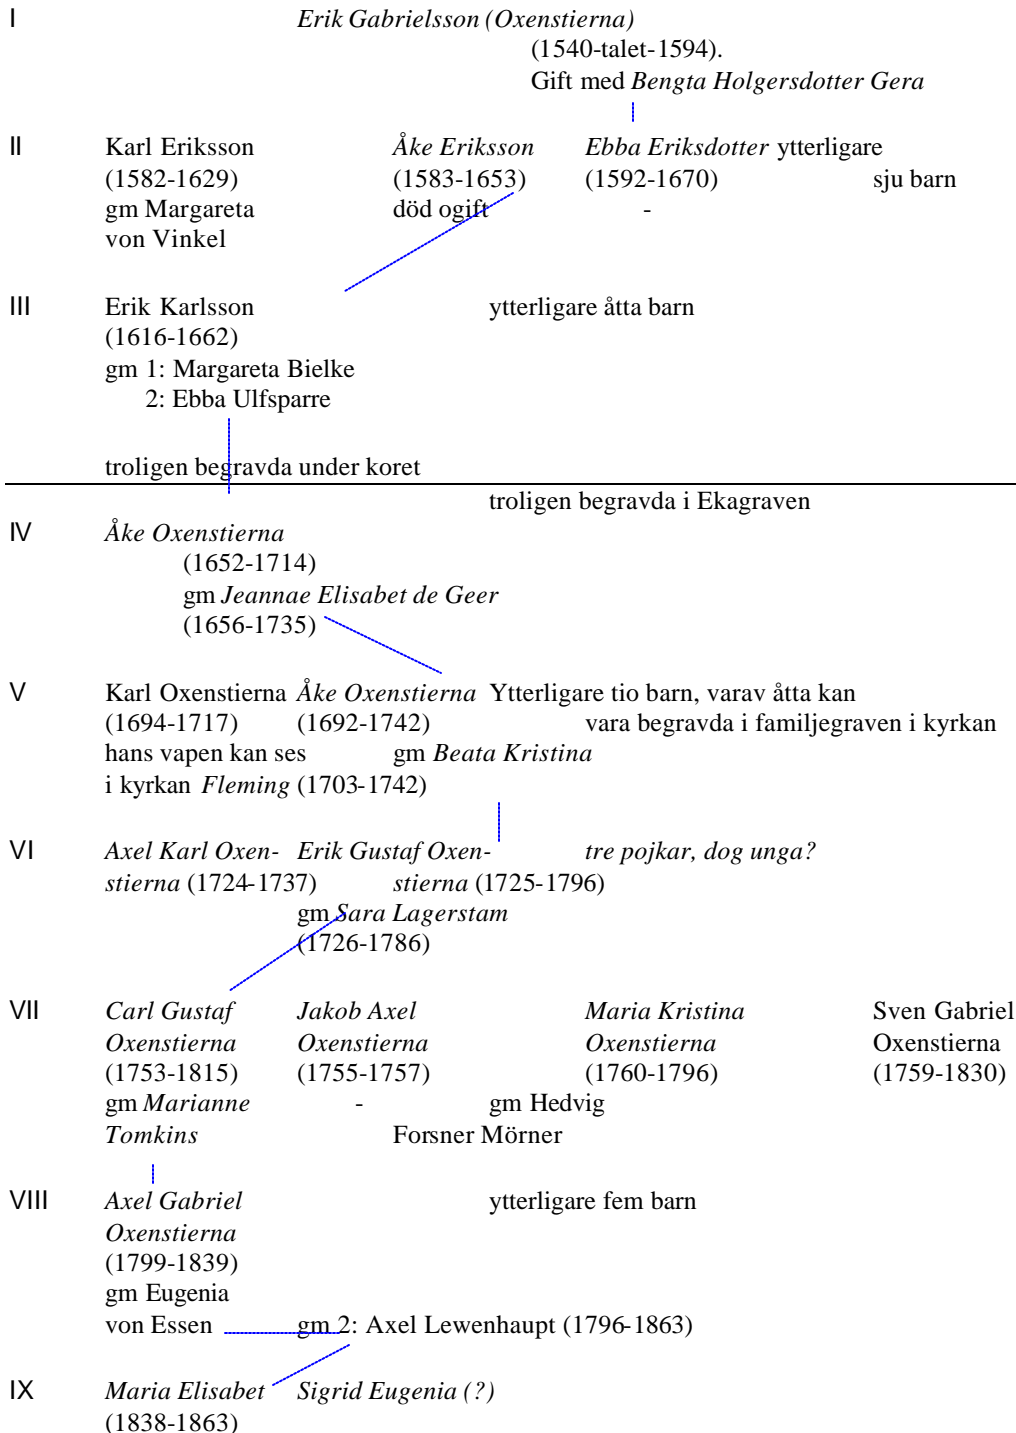 I Erik Gabrielsson (Oxenstierna)
(1540-talet-1594).
Gift med Bengta Holgersdotter Gera
II Karl Eriksson Åke Eriksson Ebba Eriksdotter ytterligare
(1582-1629) (1583-1653) (1592-1670) sju barn
gm Margareta död ogift -
von Vinkel
III Erik Karlsson ytterligare åtta barn
(1616-1662)
gm 1: Margareta Bielke
2: Ebba Ulfsparre
troligen begravda under koret
troligen begravda i Ekagraven
IV Åke Oxenstierna
(1652-1714)
gm Jeannae Elisabet de Geer
(1656-1735)
V Karl Oxenstierna Åke Oxenstierna Ytterligare tio barn, varav åtta kan
(1694-1717) (1692-1742) vara begravda i familjegraven i kyrkan
hans vapen kan ses gm Beata Kristina
i kyrkan Fleming (1703-1742)
VI Axel Karl Oxen- Erik Gustaf Oxen- tre pojkar, dog unga?
stierna (1724-1737) stierna (1725-1796)
gm Sara Lagerstam
(1726-1786)
VII Carl Gustaf Jakob Axel Maria Kristina Sven Gabriel
Oxenstierna Oxenstierna Oxenstierna Oxenstierna
(1753-1815) (1755-1757) (1760-1796) (1759-1830)
gm Marianne - gm Hedvig
Tomkins Forsner Mörner
VIII Axel Gabriel ytterligare fem barn
Oxenstierna
(1799-1839)
gm Eugenia
von Essen gm 2: Axel Lewenhaupt (1796-1863)
IX Maria Elisabet Sigrid Eugenia (?)
(1838-1863)